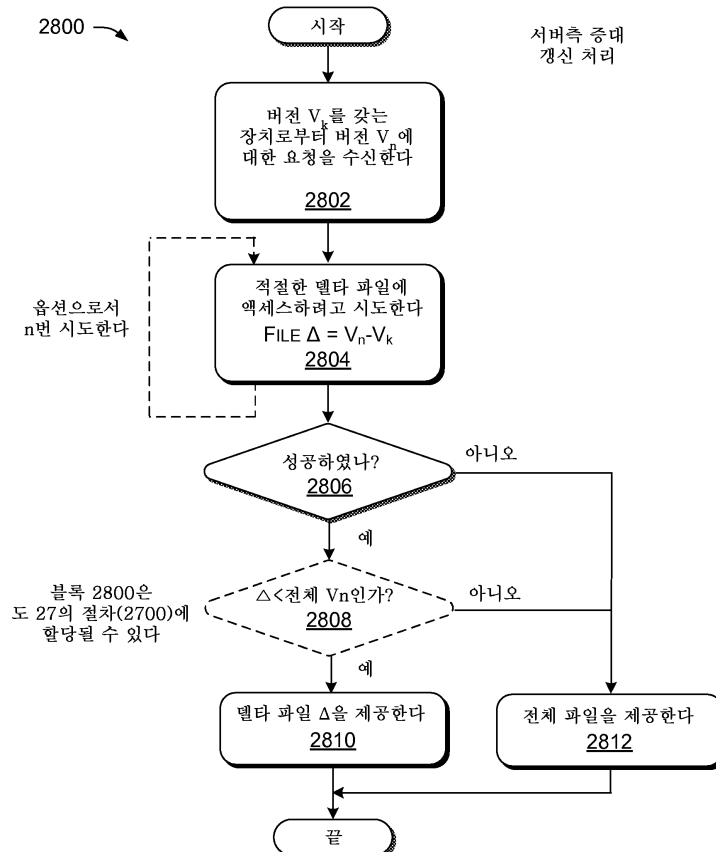 2800
시작
서버측 증대
갱신 처리
버전 Vk를 갖는
장치로부터 버전 Vn에
대한 요청을 수신한다
2802
옵션으로서
n번 시도한다
적절한 델타 파일에
액세스하려고 시도한다
FILE Δ = Vn-Vk
2804
성공하였나?
2806
아니오
예
블록 2800은
도 27의 절차(2700)에
할당될 수 있다
△<전체 Vn인가?
2808
아니오
예
델타 파일 Δ을 제공한다
2810
전체 파일을 제공한다
2812
끝